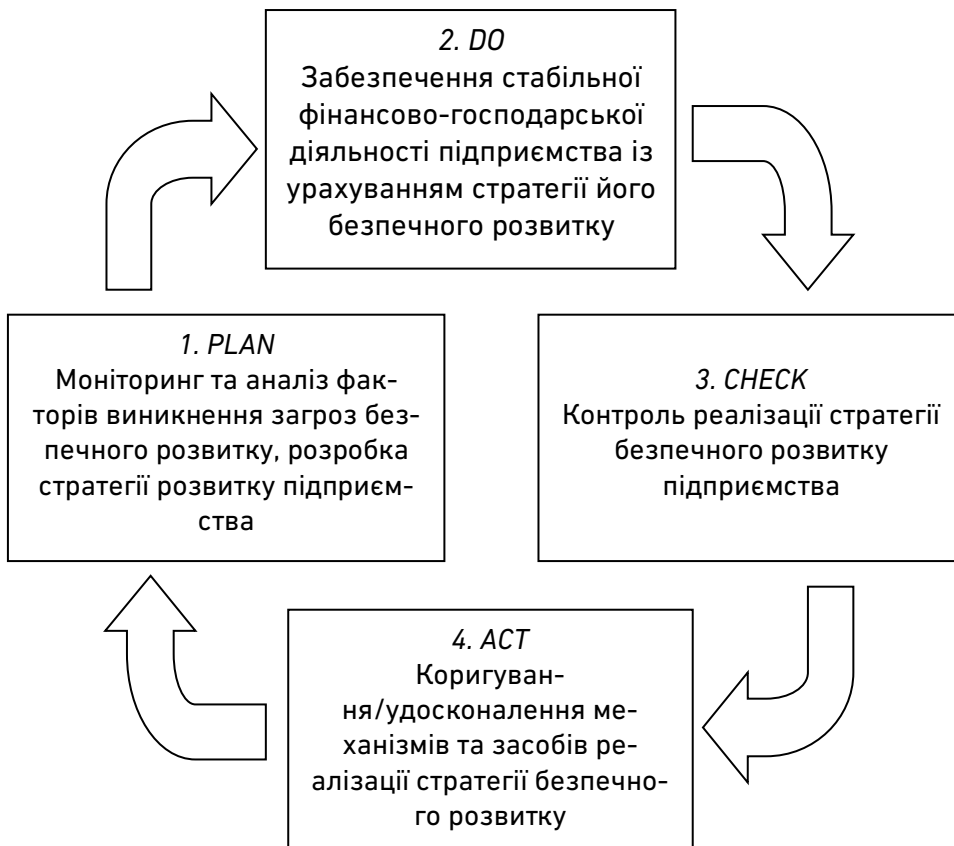 2. DO
Забезпечення стабільної
фінансово-господарської
діяльності підприємства із
урахуванням стратегії його
безпечного розвитку
1. PLAN
Моніторинг та аналіз фак-
торів виникнення загроз без-
печного розвитку, розробка
стратегії розвитку підприєм-
ства
3. CHECK
Контроль реалізації стратегії
безпечного розвитку
підприємства
4. ACT
Коригуван-
ня/удосконалення ме-
ханізмів та засобів ре-
алізації стратегії безпечно-
го розвитку